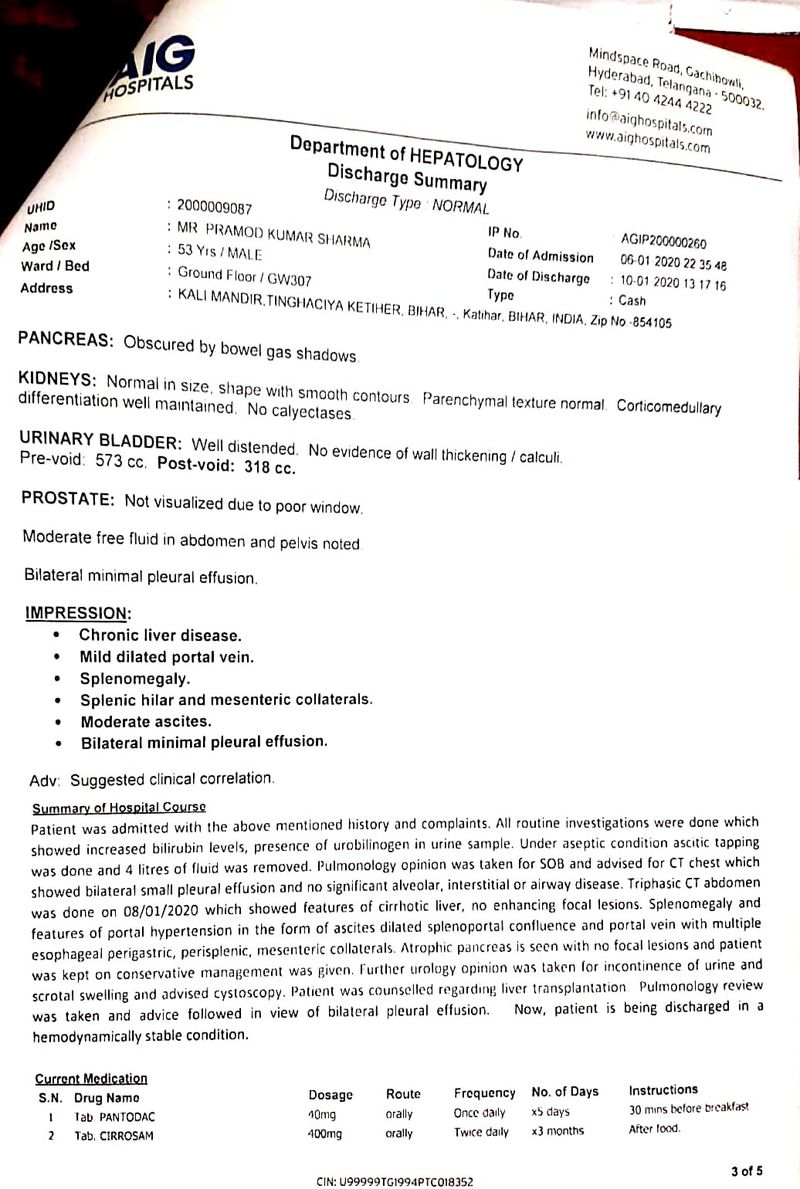 AIG
HOSPITALS
Mindspace Road, Gachibowli,
Hyderabad, Telangana - 500032.
Tel: +91 40 4244 4222
info@aighospitals.com
www.aighospitals.com
Department of HEPATOLOGY
Discharge Summary
Discharge Type : NORMAL
UHID : 2000009087 IP No. : AGIP200000260
Name : MR PRAMOD KUMAR SHARMA Date of Admission : 06-01 2020 22 35 48
Age /Sex : 53 Yrs / MALE Date of Discharge : 10-01 2020 13 17 16
Ward / Bed : Ground Floor / GW307 Type : Cash
Address : KALI MANDIR,TINGHACIYA KETIHER, BIHAR, -, Katihar, BIHAR, INDIA, Zip No -854105
PANCREAS: Obscured by bowel gas shadows
KIDNEYS: Normal in size, shape with smooth contours. Parenchymal texture normal. Corticomedullary
differentiation well maintained. No calyectases.
URINARY BLADDER: Well distended. No evidence of wall thickening / calculi.
Pre-void: 573 cc. Post-void: 318 cc.
PROSTATE: Not visualized due to poor window.
Moderate free fluid in abdomen and pelvis noted
Bilateral minimal pleural effusion.
IMPRESSION:
• Chronic liver disease.
• Mild dilated portal vein.
• Splenomegaly.
• Splenic hilar and mesenteric collaterals.
• Moderate ascites.
• Bilateral minimal pleural effusion.
Adv: Suggested clinical correlation.
Summary of Hospital Course
Patient was admitted with the above mentioned history and complaints. All routine investigations were done which
showed increased bilirubin levels, presence of urobilinogen in urine sample. Under aseptic condition ascitic tapping
was done and 4 litres of fluid was removed. Pulmonology opinion was taken for SOB and advised for CT chest which
showed bilateral small pleural effusion and no significant alveolar, interstitial or airway disease. Triphasic CT abdomen
was done on 08/01/2020 which showed features of cirrhotic liver, no enhancing focal lesions. Splenomegaly and
features of portal hypertension in the form of ascites dilated splenoportal confluence and portal vein with multiple
esophageal perigastric, perisplenic, mesenteric collaterals. Atrophic pancreas is seen with no focal lesions and patient
was kept on conservative management was given. Further urology opinion was taken for incontinence of urine and
scrotal swelling and advised cystoscopy. Patient was counselled regarding liver transplantation Pulmonology review
was taken and advice followed in view of bilateral pleural effusion. Now, patient is being discharged in a
hemodynamically stable condition.
Current Medication
S.N. Drug Name Dosage Route Frequency No. of Days Instructions
1 Tab PANTODAC 40mg orally Once daily x5 days 30 mins before breakfast
2 Tab. CIRROSAM 400mg orally Twice daily x3 months After food.
3 of 5
CIN: U99999TG1994PTC018352